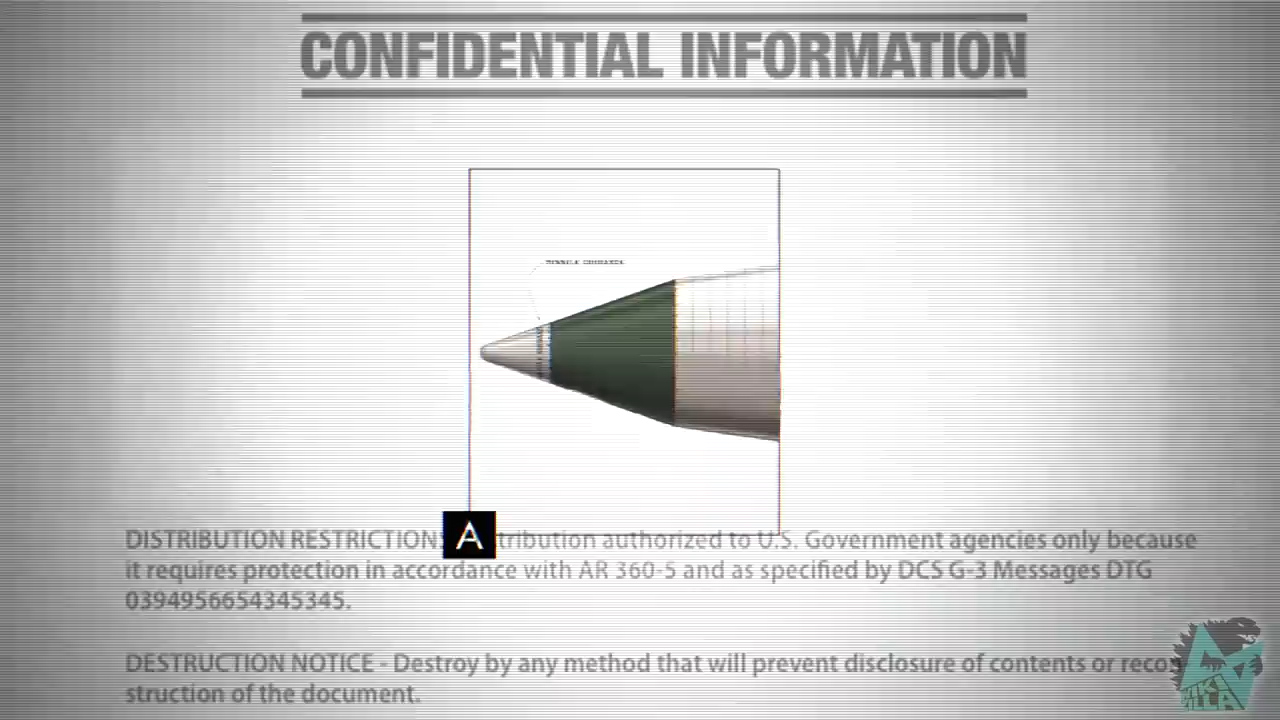 CONFIDENTIAL INFORMATION
A
DISTRIBUTION RESTRICTION tribution authorized to U.S. Government agencies only because
it requires protection in accordance with AR 360-5 and as specified by DCS G-3 Messages DTG
0394956654345345.
DESTRUCTION NOTICE - Destroy by any method that will prevent disclosure of contents or recon
struction of the document.